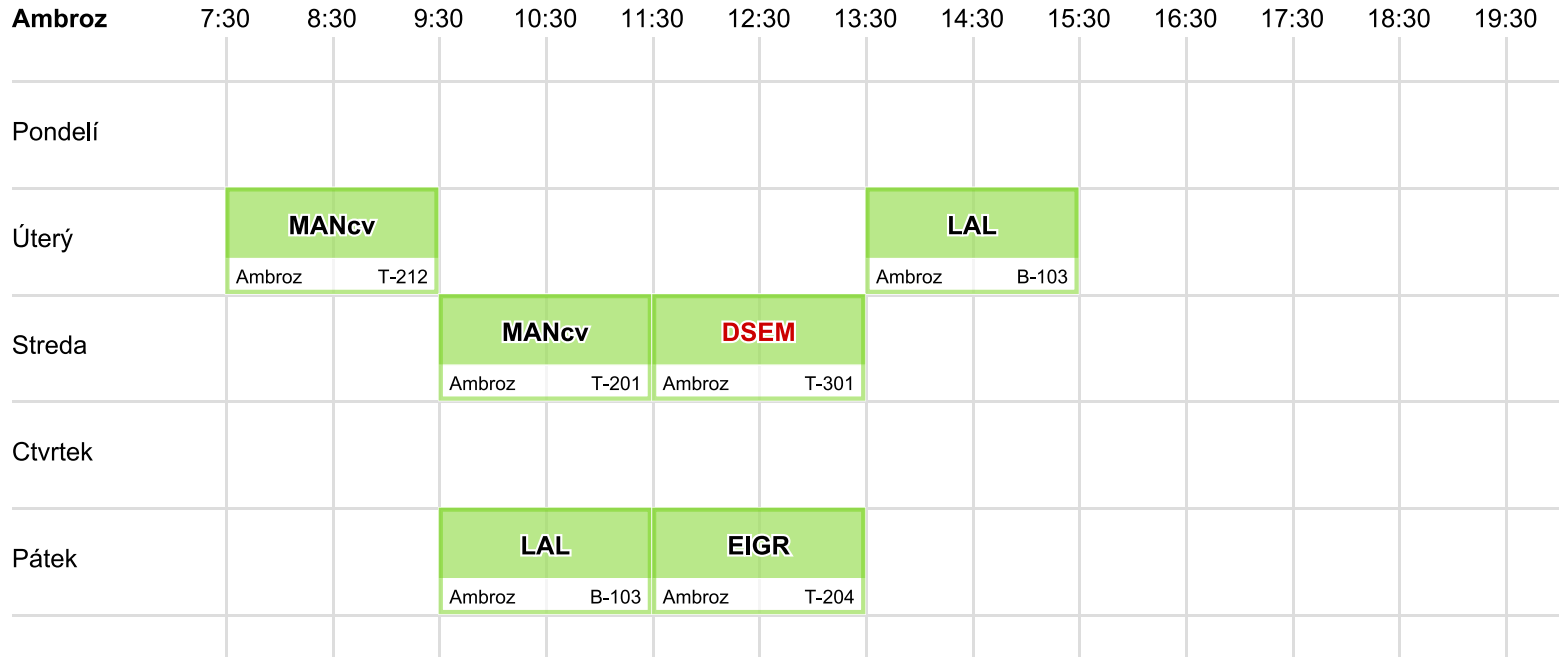 Ambroz 7:30 8:30 9:30 10:30 11:30 12:30 13:30 14:30 15:30 16:30 17:30 18:30 19:30
Pondelí
Úterý
MANcv
Ambroz T-212
LAL
Ambroz B-103
Streda
MANcv
Ambroz T-201
DSEM
Ambroz T-301
Ctvrtek
Pátek
LAL
Ambroz B-103
EIGR
Ambroz T-204